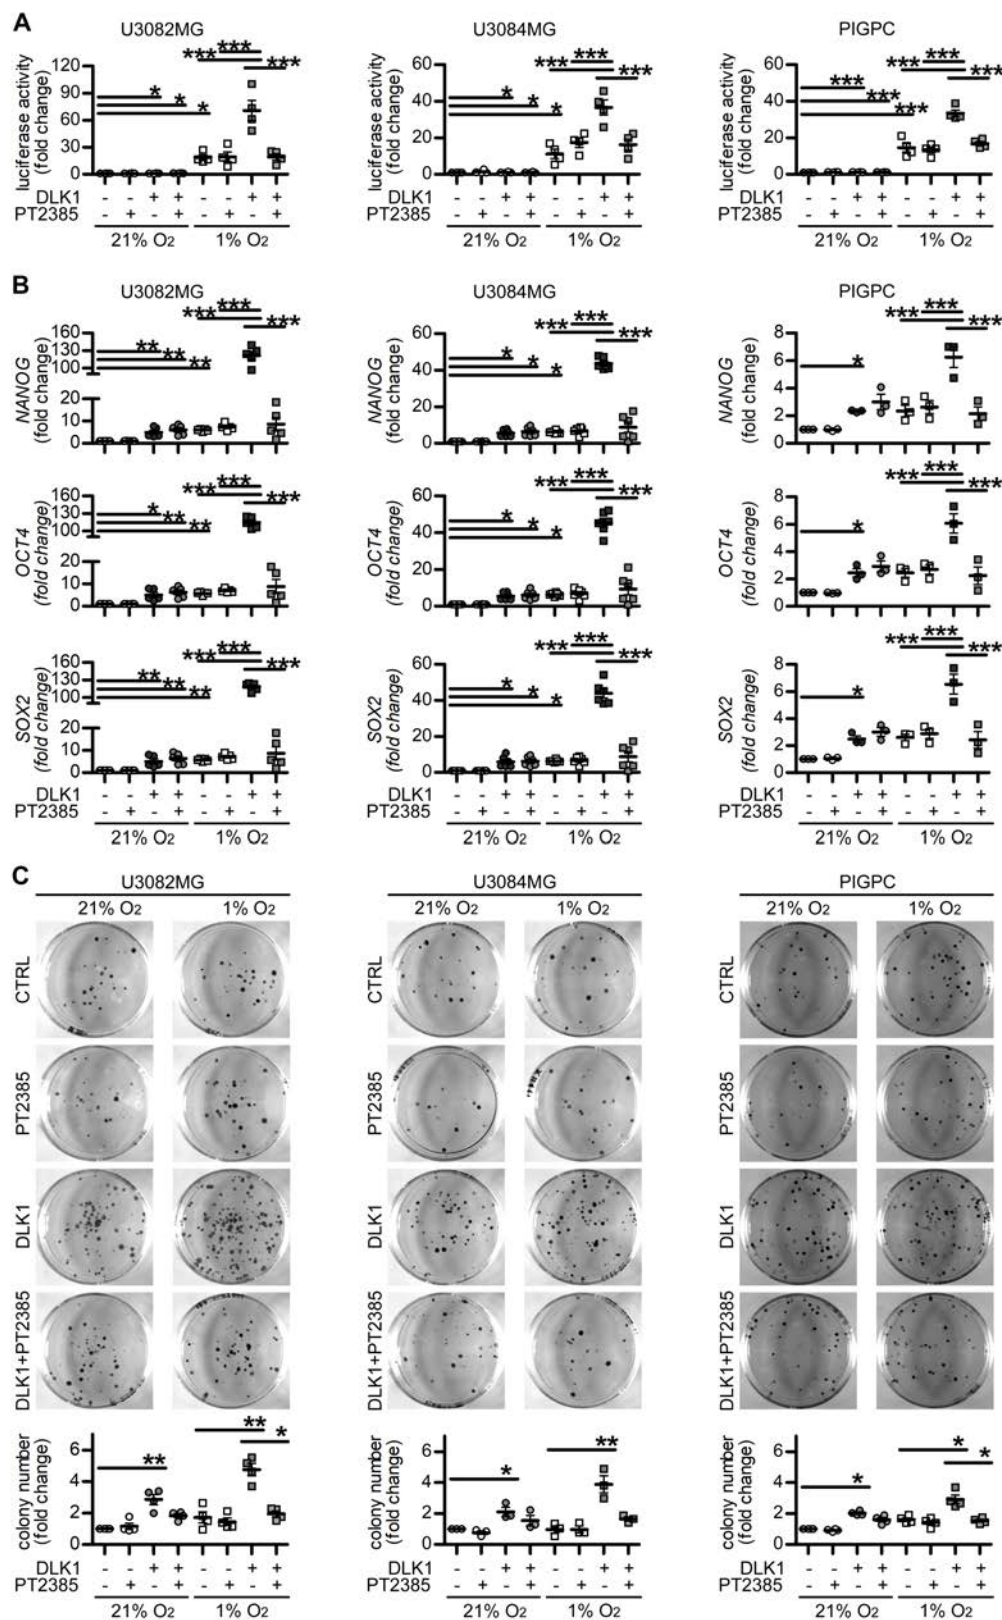 A
U3082MG
U3084MG
PIGPC
luciferase activity
(fold change)
120
90
60
30
0
*** ***
* * * ***
luciferase activity
(fold change)
60
40
20
0
*** ***
* * * ***
luciferase activity
(fold change)
60
40
20
0
*** *** ***
*** *** ***
DLK1 - - + + - - + +
PT2385 - + - + - + - +
21% O2 1% O2
- - + + - - + +
- + - + - + - +
21% O2 1% O2
- - + + - - + +
- + - + - + - +
21% O2 1% O2
B
U3082MG
U3084MG
PIGPC
NANOG
(fold change)
160
130
100
20
10
0
*** ***
** ** ** ***
NANOG
(fold change)
60
40
20
0
*** ***
* * * ***
NANOG
(fold change)
8
6
4
2
0
*** ***
* ***
OCT4
(fold change)
160
130
100
20
10
0
*** ***
* ** ** ***
OCT4
(fold change)
60
40
20
0
*** ***
* * * ***
OCT4
(fold change)
8
6
4
2
0
*** ***
* ***
SOX2
(fold change)
160
130
100
20
10
0
*** ***
** ** ** ***
SOX2
(fold change)
60
40
20
0
*** ***
* * * ***
SOX2
(fold change)
8
6
4
2
0
*** ***
* ***
DLK1 - - + + - - + +
PT2385 - + - + - + - +
21% O2 1% O2
- - + + - - + +
- + - + - + - +
21% O2 1% O2
- - + + - - + +
- + - + - + - +
21% O2 1% O2
C
U3082MG
U3084MG
PIGPC
21% O2 1% O2
21% O2 1% O2
21% O2 1% O2
CTRL
CTRL
CTRL
PT2385
PT2385
PT2385
DLK1
DLK1
DLK1
DLK1+PT2385
DLK1+PT2385
DLK1+PT2385
colony number
(fold change)
6
4
2
0
** ** *
colony number
(fold change)
6
4
2
0
* **
colony number
(fold change)
6
4
2
0
* * *
DLK1 - - + + - - + +
PT2385 - + - + - + - +
21% O2 1% O2
DLK1 - - + + - - + +
PT2385 - + - + - + - +
21% O2 1% O2
DLK1 - - + + - - + +
PT2385 - + - + - + - +
21% O2 1% O2